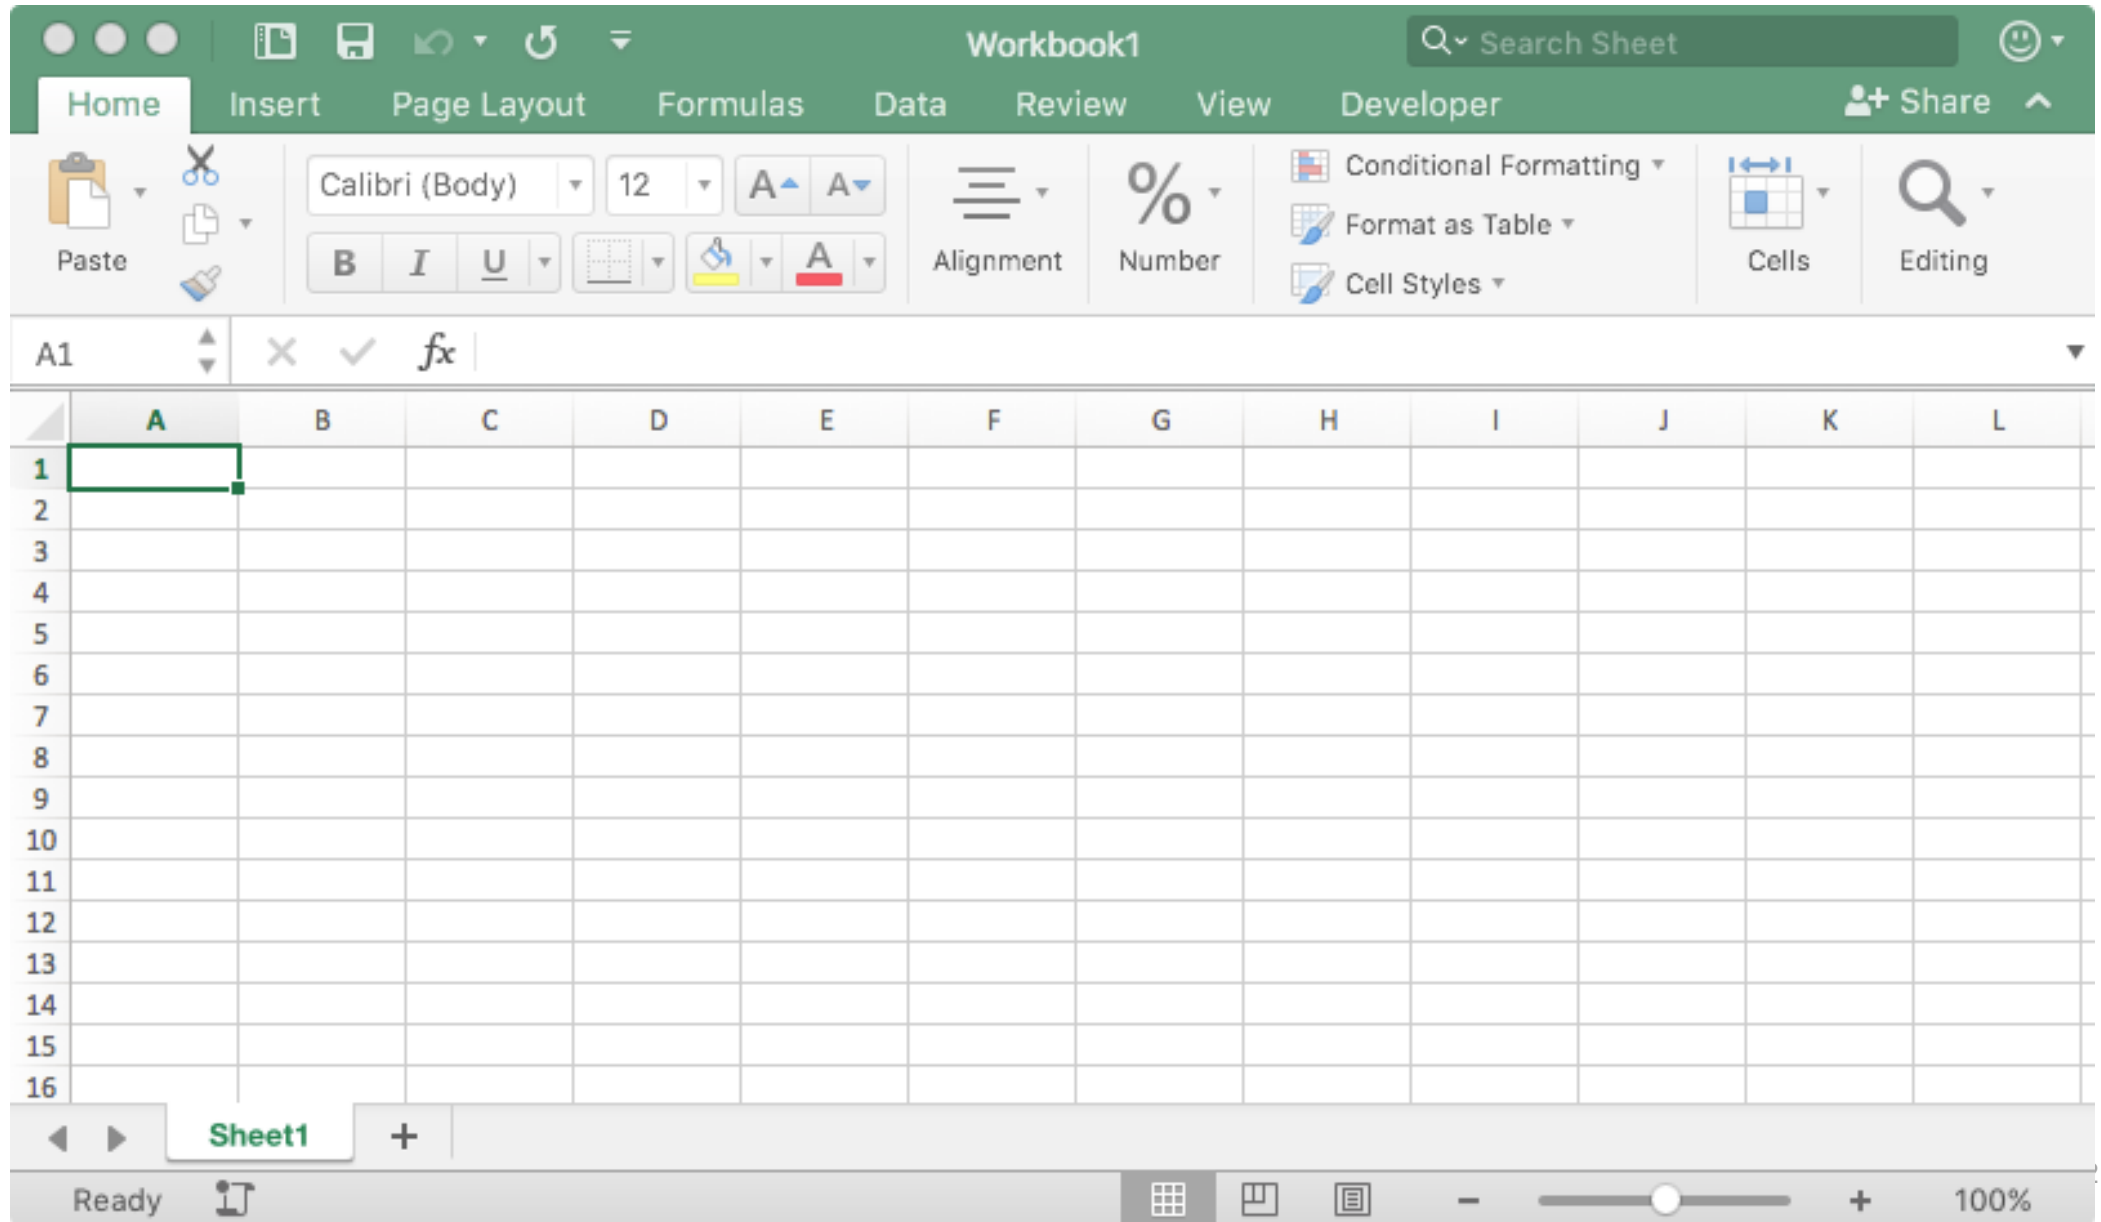 Workbook1
Search Sheet
Home Insert Page Layout Formulas Data Review View Developer Share
Calibri (Body) 12 A A
Conditional Formatting
Format as Table
Cell Styles
Paste
B I U A
Alignment Number Cells Editing
A1 fx
A B C D E F G H I J K L
1
2
3
4
5
6
7
8
9
10
11
12
13
14
15
16
Sheet1 +
Ready
100%